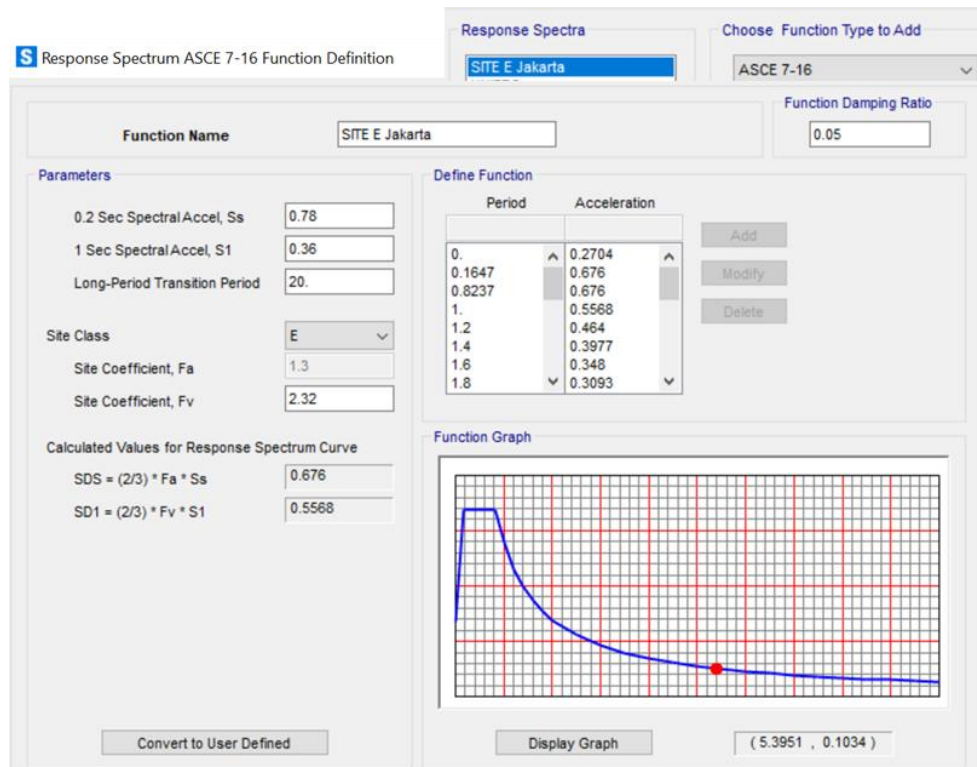 Response Spectra
Choose Function Type to Add
S Response Spectrum ASCE 7-16 Function Definition
SITE E Jakarta
ASCE 7-16
Function Damping Ratio
Function Name
SITE E Jakarta
0.05
Parameters
0.2 Sec Spectral Accel, Ss 0.78
1 Sec Spectral Accel, S1 0.36
Long-Period Transition Period 20.
Site Class E
Site Coefficient, Fa 1.3
Site Coefficient, Fv 2.32
Calculated Values for Response Spectrum Curve
SDS = (2/3) * Fa * Ss 0.676
SD1 = (2/3) * Fv * S1 0.5568
Convert to User Defined
Define Function
Period Acceleration
0. 0.2704
0.1647 0.676
0.8237 0.676
1. 0.5568
1.2 0.464
1.4 0.3977
1.6 0.348
1.8 0.3093
Add
Modify
Delete
Function Graph
Display Graph
( 5.3951 , 0.1034 )